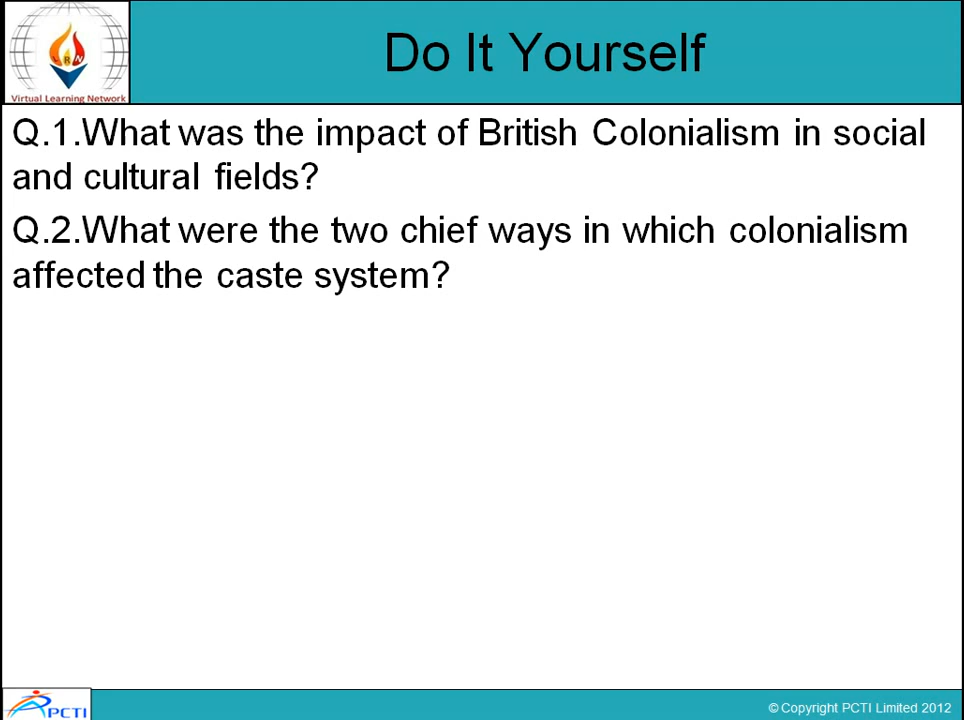 Do It Yourself
Virtual Learning Network
Q.1.What was the impact of British Colonialism in social
and cultural fields?
Q.2.What were the two chief ways in which colonialism
affected the caste system?
PCTI
© Copyright PCTI Limited 2012